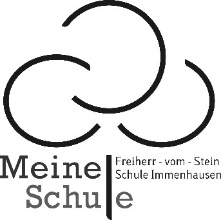 Meine
Schule
Freiherr - vom - Stein
Schule Immenhausen